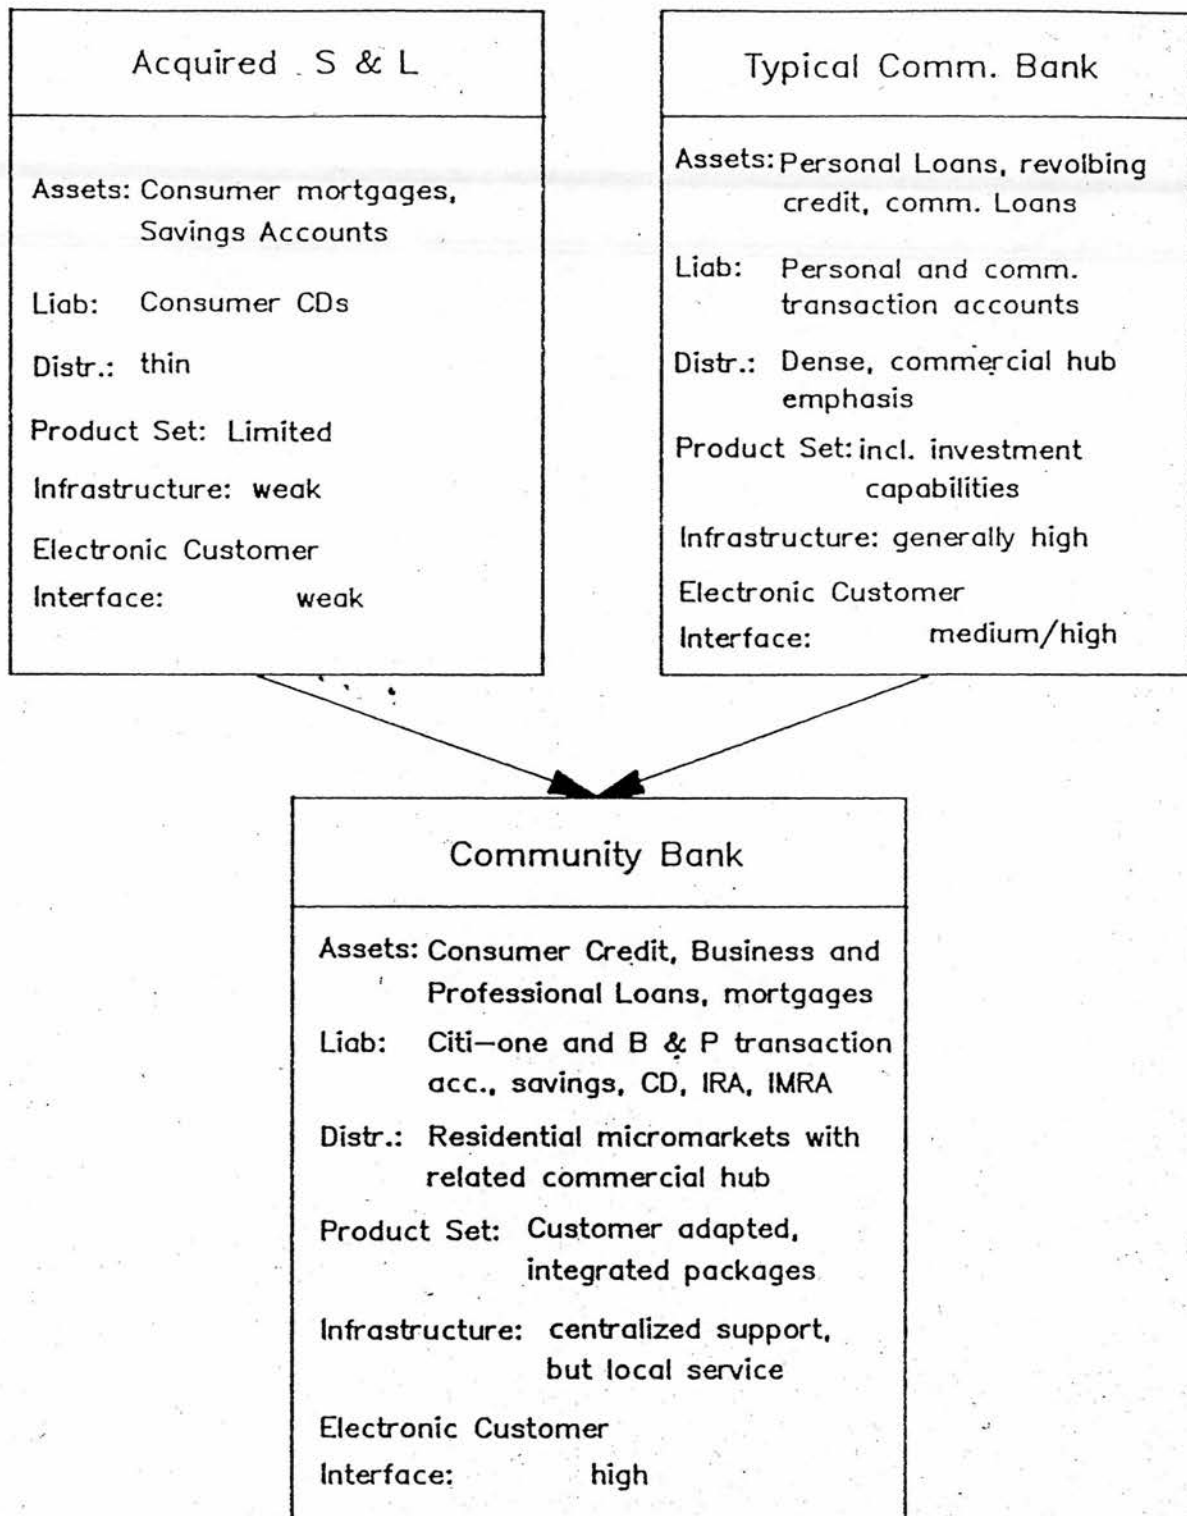 Acquired S & L
Assets: Consumer mortgages,
Savings Accounts
Liab: Consumer CDs
Distr.: thin
Product Set: Limited
Infrastructure: weak
Electronic Customer
Interface: weak
Typical Comm. Bank
Assets: Personal Loans, revolbing
credit, comm. Loans
Liab: Personal and comm.
transaction accounts
Distr.: Dense, commercial hub
emphasis
Product Set: incl. investment
capabilities
Infrastructure: generally high
Electronic Customer
Interface: medium/high
Community Bank
Assets: Consumer Credit, Business and
Professional Loans, mortgages
Liab: Citi-one and B & P transaction
acc., savings, CD, IRA, IMRA
Distr.: Residential micromarkets with
related commercial hub
Product Set: Customer adapted,
integrated packages
Infrastructure: centralized support,
but local service
Electronic Customer
Interface: high